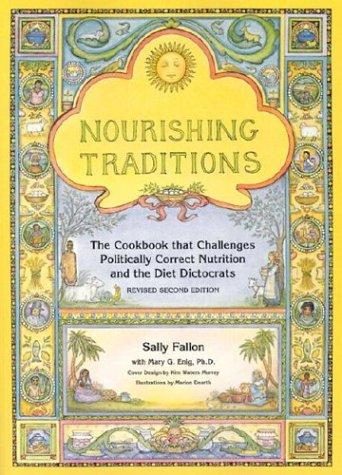 NOURISHING
TRADITIONS
The Cookbook that Challenges
Politically Correct Nutrition
and the Diet Dictocrats
REVISED SECOND EDITION
Sally Fallon
with Mary G. Enig, Ph.D.
Cover Design by Kim Waters Murray
Illustrations by Marion Dearth